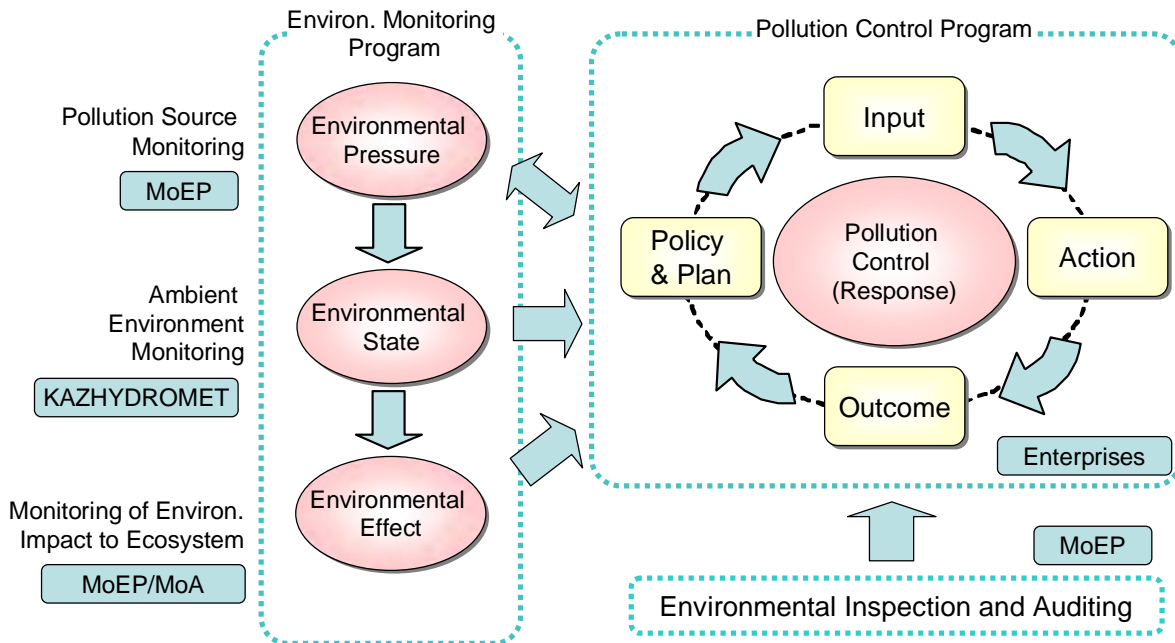 Environ. Monitoring
Program
Pollution Control Program
Pollution Source
Monitoring
MoEP
Environmental
Pressure
Ambient
Environment
Monitoring
KAZHYDROMET
Environmental
State
Monitoring of Environ.
Impact to Ecosystem
MoEP/MoA
Environmental
Effect
Input
Policy
& Plan
Pollution
Control
(Response)
Action
Outcome
Enterprises
MoEP
Environmental Inspection and Auditing